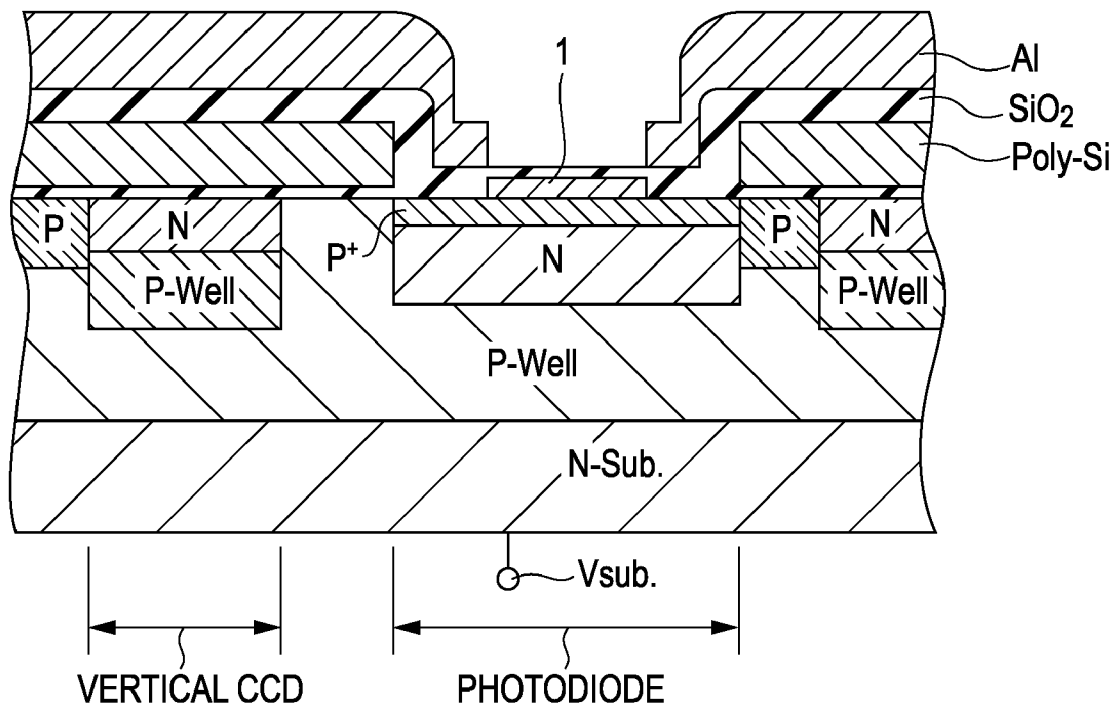 1
Al
SiO₂
Poly-Si
P
N
P⁺
N
P
N
P-Well
P-Well
P-Well
N-Sub.
Vsub.
VERTICAL CCD
PHOTODIODE